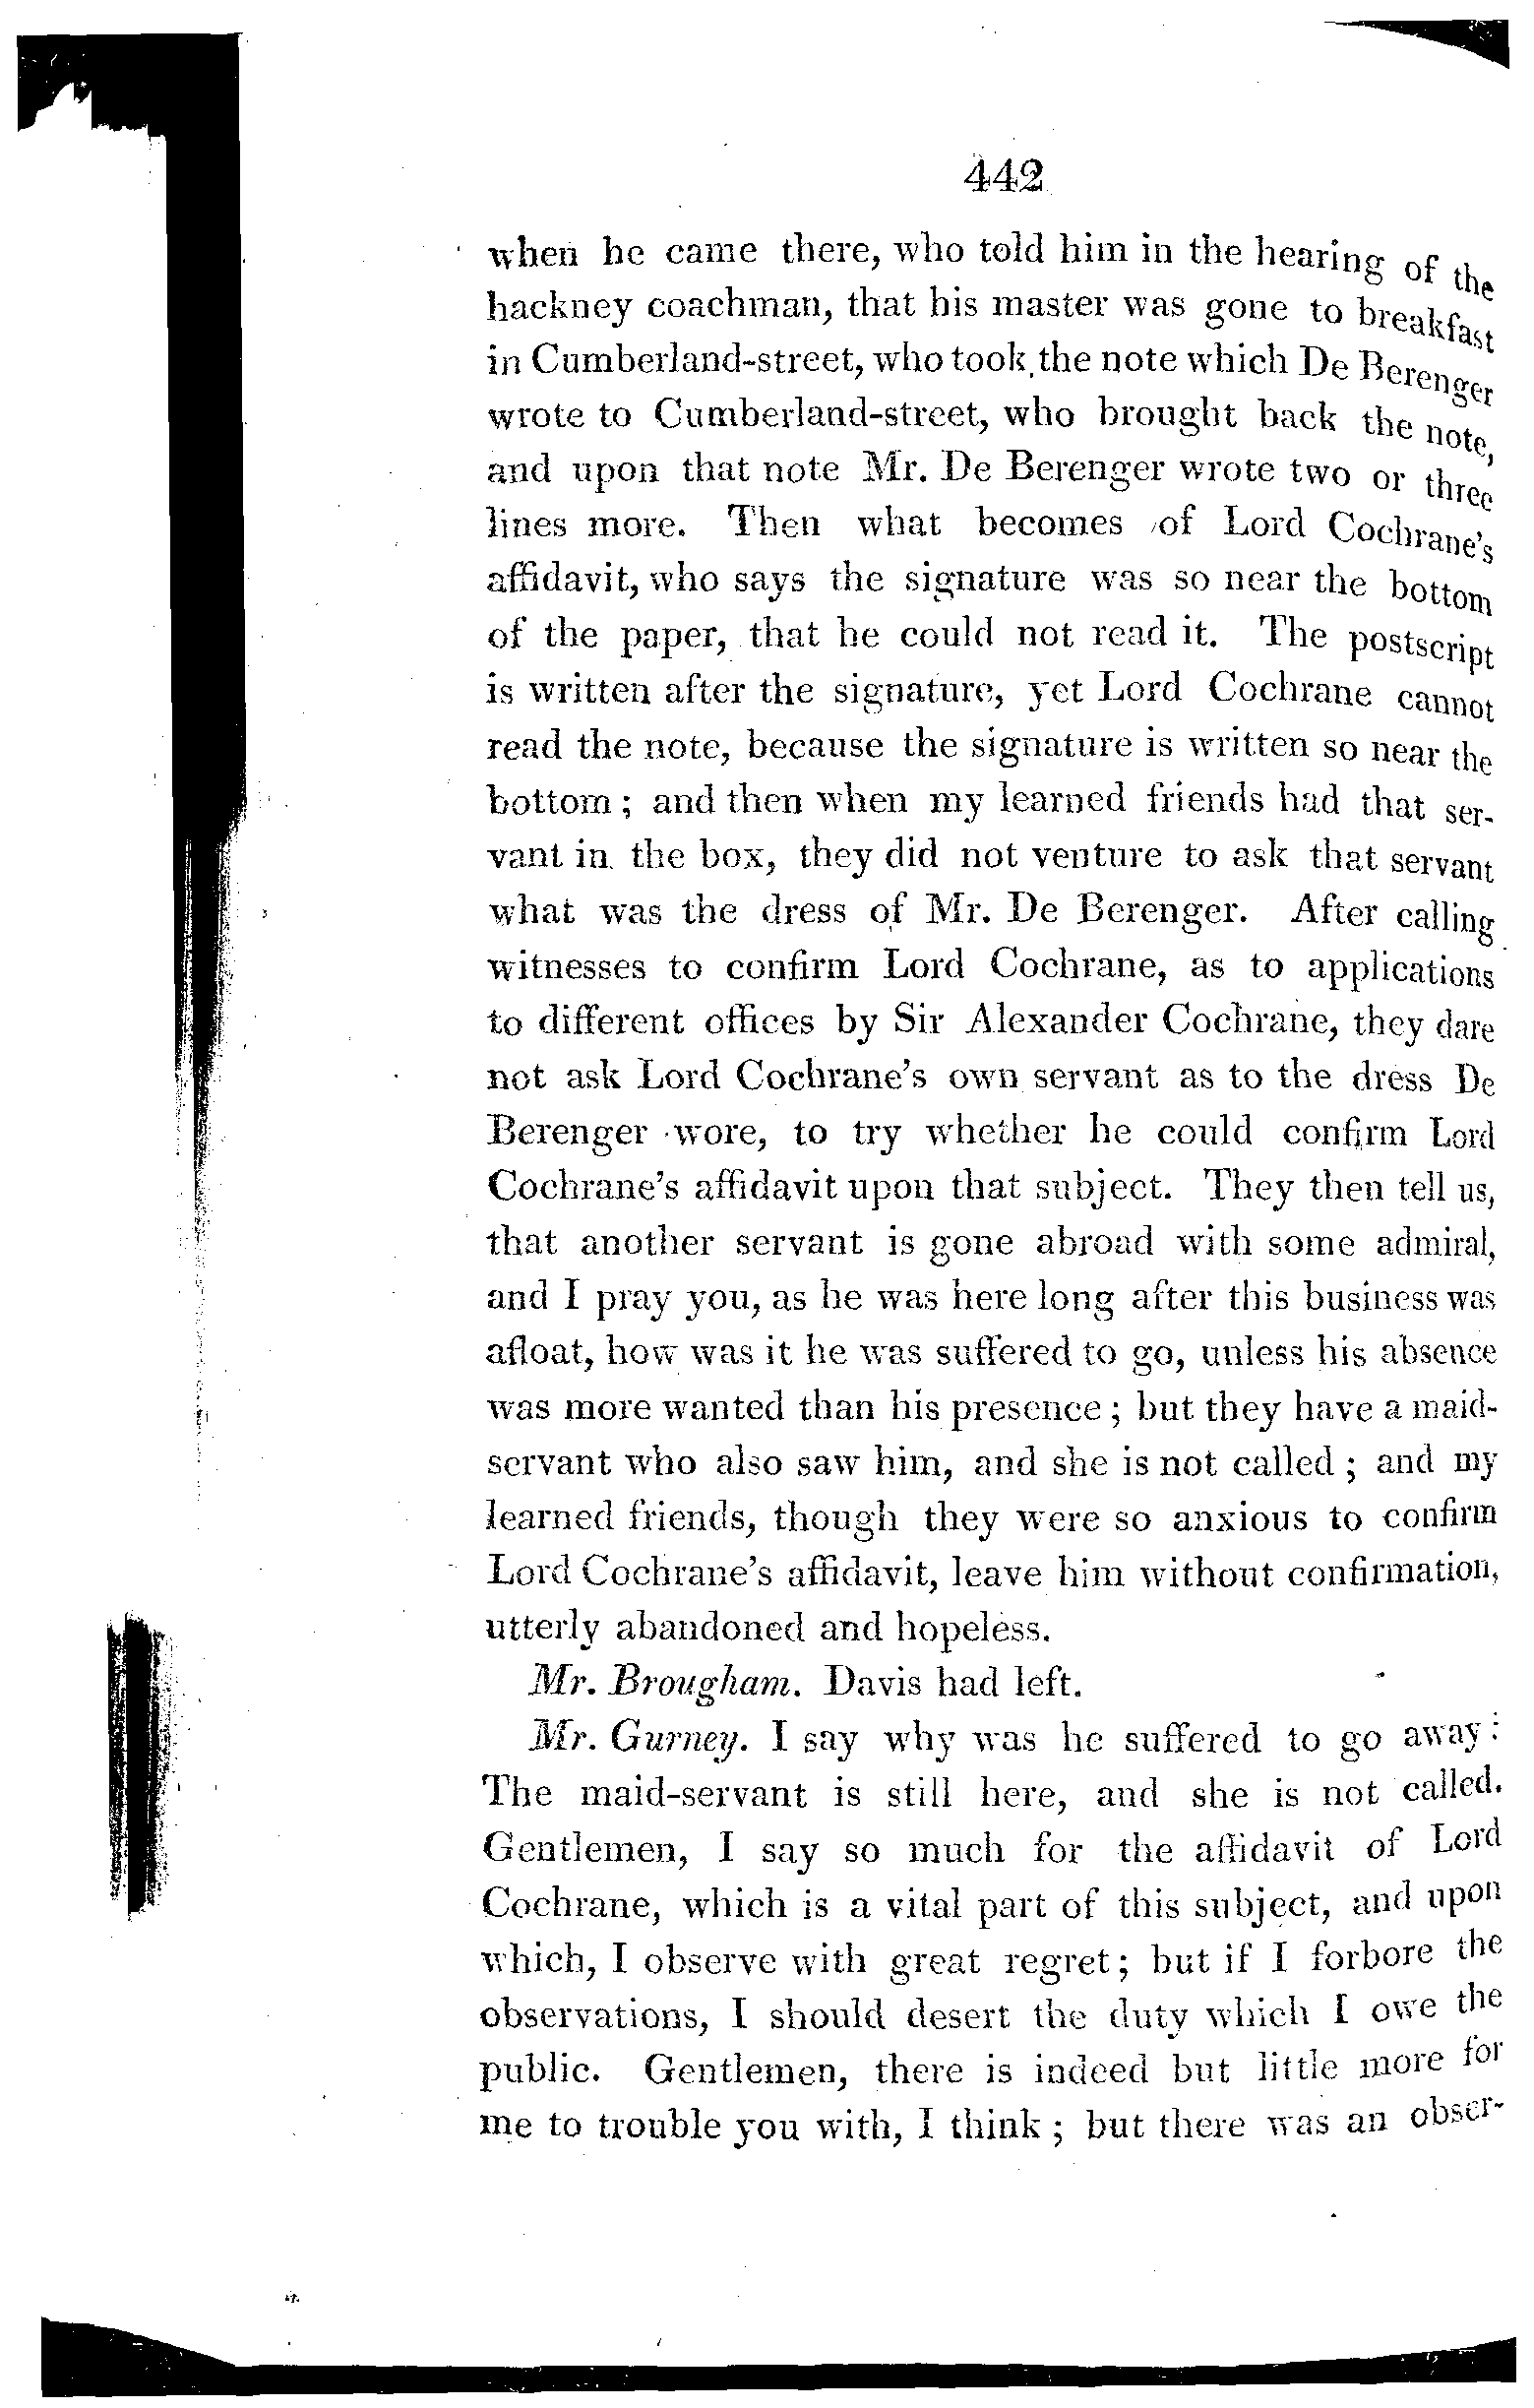 442
when he came there, who told him in the hearing of the
hackney coachman, that his master was gone to breakfast
in Cumberland-street, who took the note which De Berenger
wrote to Cumberland-street, who brought back the note,
and upon that note Mr. De Berenger wrote two or three
lines more. Then what becomes of Lord Cochrane's
affidavit, who says the signature was so near the bottom
of the paper, that he could not read it. The postscript
is written after the signature, yet Lord Cochrane cannot
read the note, because the signature is written so near the
bottom; and then when my learned friends had that ser-
vant in the box, they did not venture to ask that servant
what was the dress of Mr. De Berenger. After calling
witnesses to confirm Lord Cochrane, as to applications
to different offices by Sir Alexander Cochrane, they dare
not ask Lord Cochrane's own servant as to the dress De
Berenger wore, to try whether he could confirm Lord
Cochrane's affidavit upon that subject. They then tell us,
that another servant is gone abroad with some admiral,
and I pray you, as he was here long after this business was
afloat, how was it he was suffered to go, unless his absence
was more wanted than his presence; but they have a maid-
servant who also saw him, and she is not called; and my
learned friends, though they were so anxious to confirm
Lord Cochrane's affidavit, leave him without confirmation,
utterly abandoned and hopeless.
Mr. Brougham. Davis had left.
Mr. Gurney. I say why was he suffered to go away:
The maid-servant is still here, and she is not called.
Gentlemen, I say so much for the affidavit of Lord
Cochrane, which is a vital part of this subject, and upon
which, I observe with great regret; but if I forbore the
observations, I should desert the duty which I owe the
public. Gentlemen, there is indeed but little more for
me to trouble you with, I think; but there was an obser-